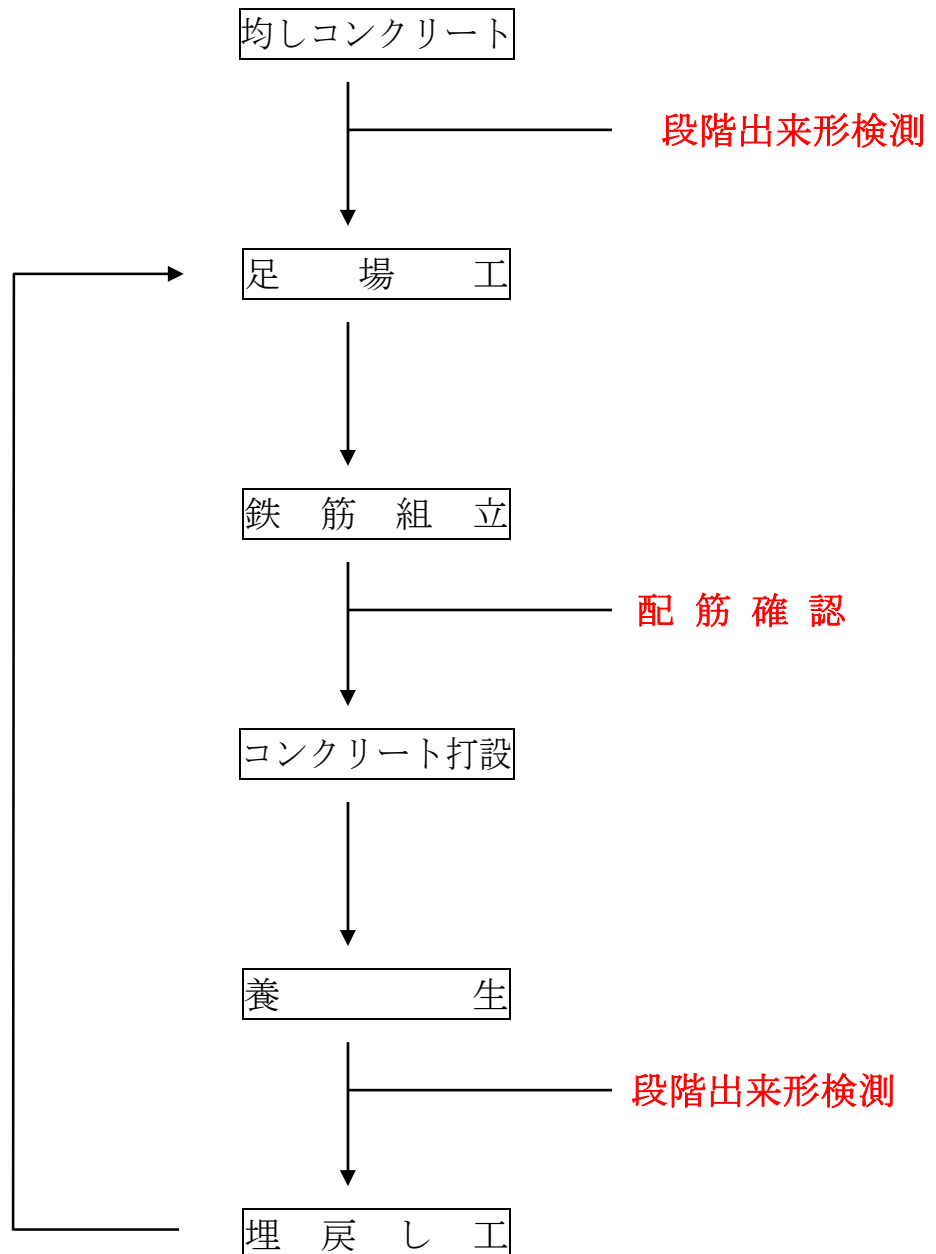 均しコンクリート
段階出来形検測
足場工
鉄筋組立
配筋確認
コンクリート打設
養生
段階出来形検測
埋戻し工